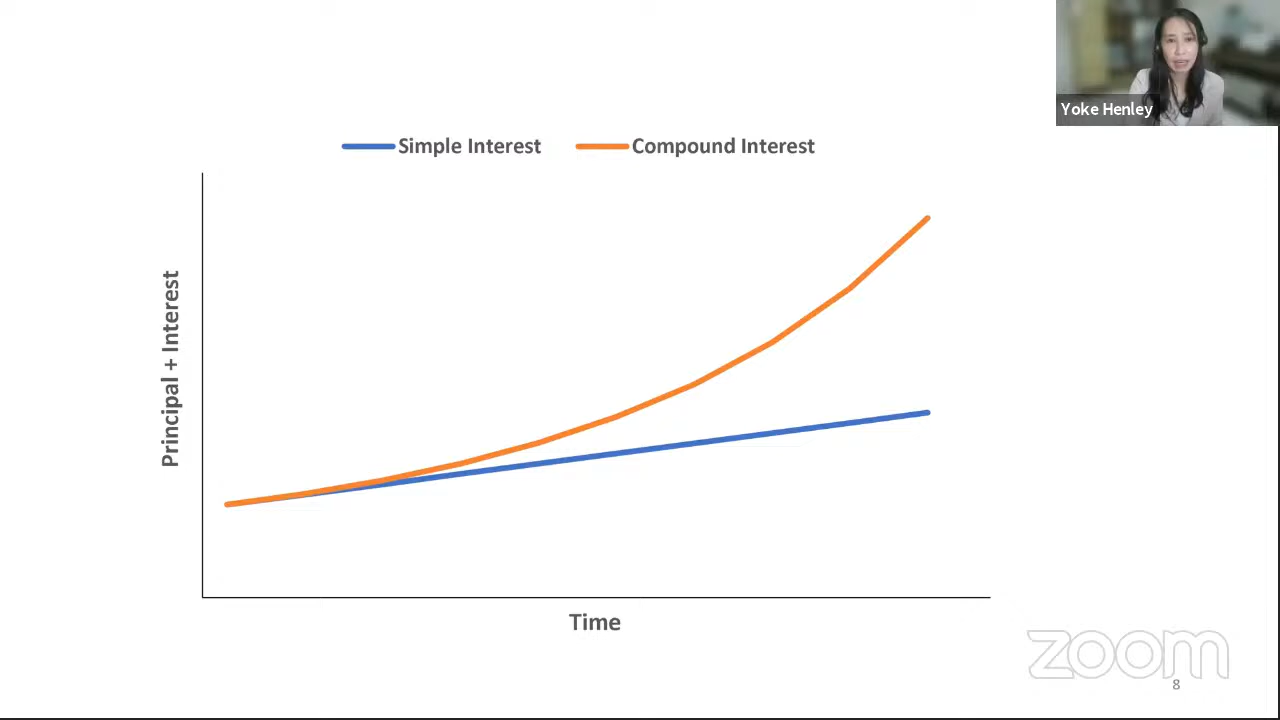 Yoke Henley
Simple Interest
Compound Interest
Principal + Interest
Time
zoom
8